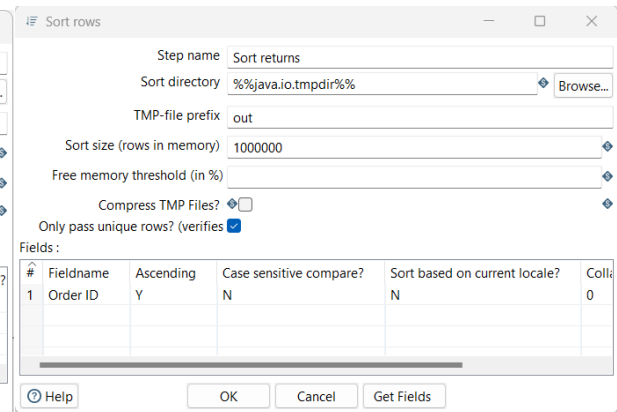 Sort rows
Step name Sort returns
Sort directory %%java.io.tmpdir%% Browse...
TMP-file prefix out
Sort size (rows in memory) 1000000
Free memory threshold (in %)
Compress TMP Files?
Only pass unique rows? (verifies
Fields :
# Fieldname Ascending Case sensitive compare? Sort based on current locale? Colla
1 Order ID Y N N 0
?
Help OK Cancel Get Fields